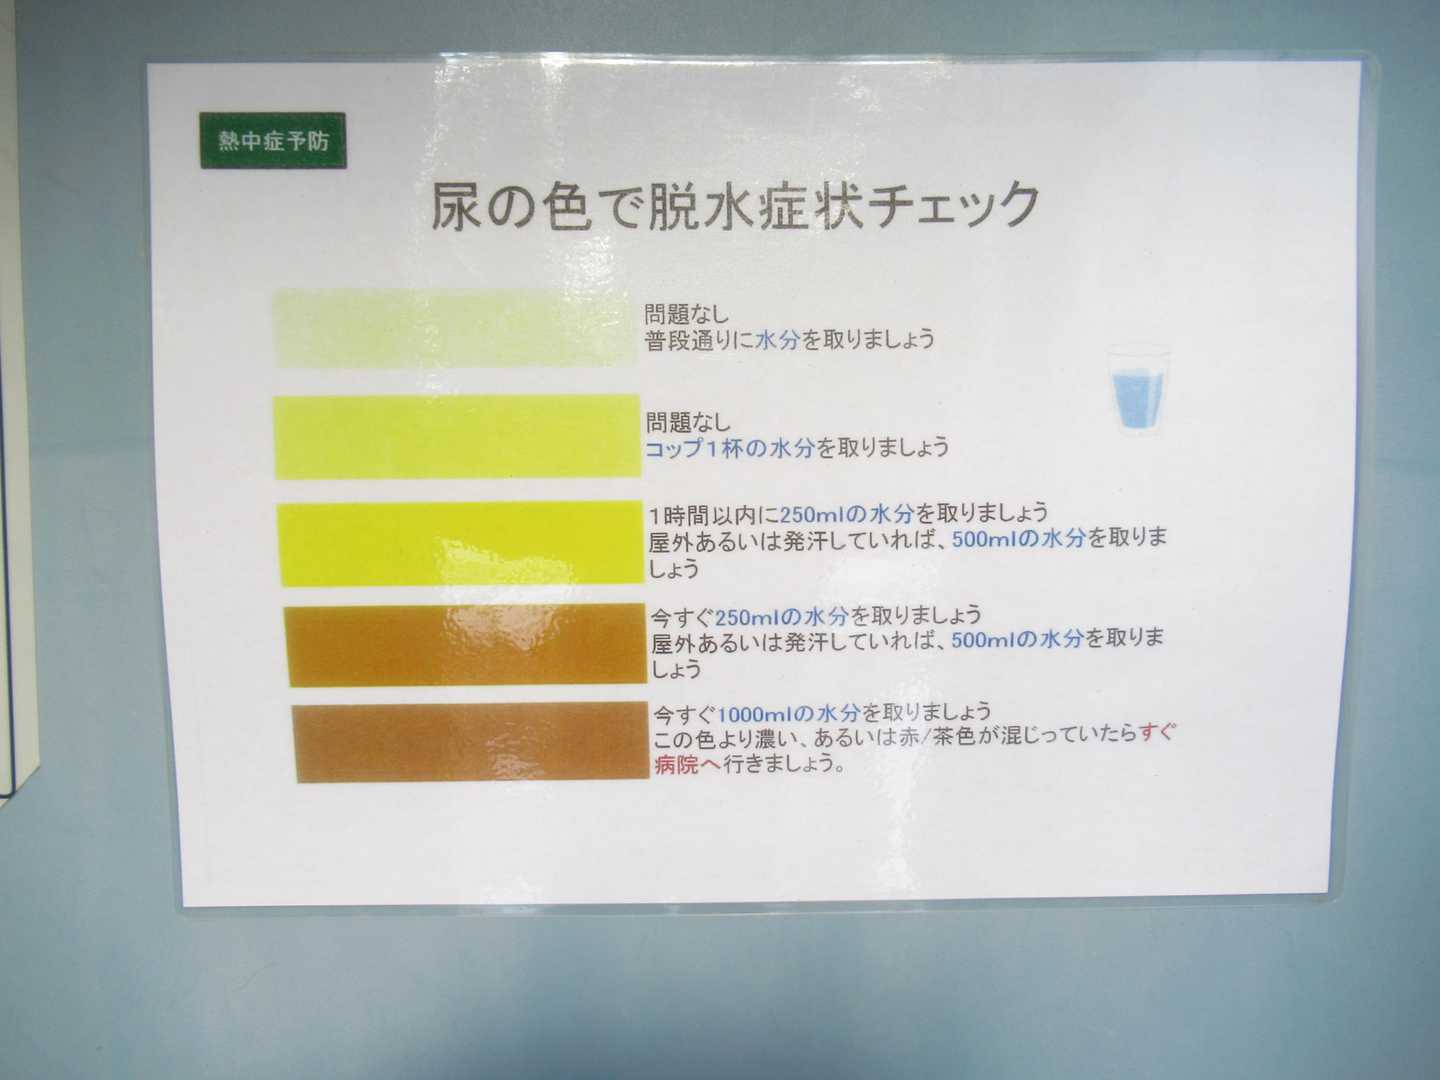 熱中症予防
尿の色で脱水症状チェック
問題なし
普段通りに水分を取りましょう
問題なし
コップ1杯の水分を取りましょう
1時間以内に250mlの水分を取りましょう
屋外あるいは発汗していれば、500mlの水分を取りま
しょう
今すぐ250mlの水分を取りましょう
屋外あるいは発汗していれば、500mlの水分を取りま
しょう
今すぐ1000mlの水分を取りましょう
この色より濃い、あるいは赤/茶色が混じっていたらすぐ
病院へ行きましょう。